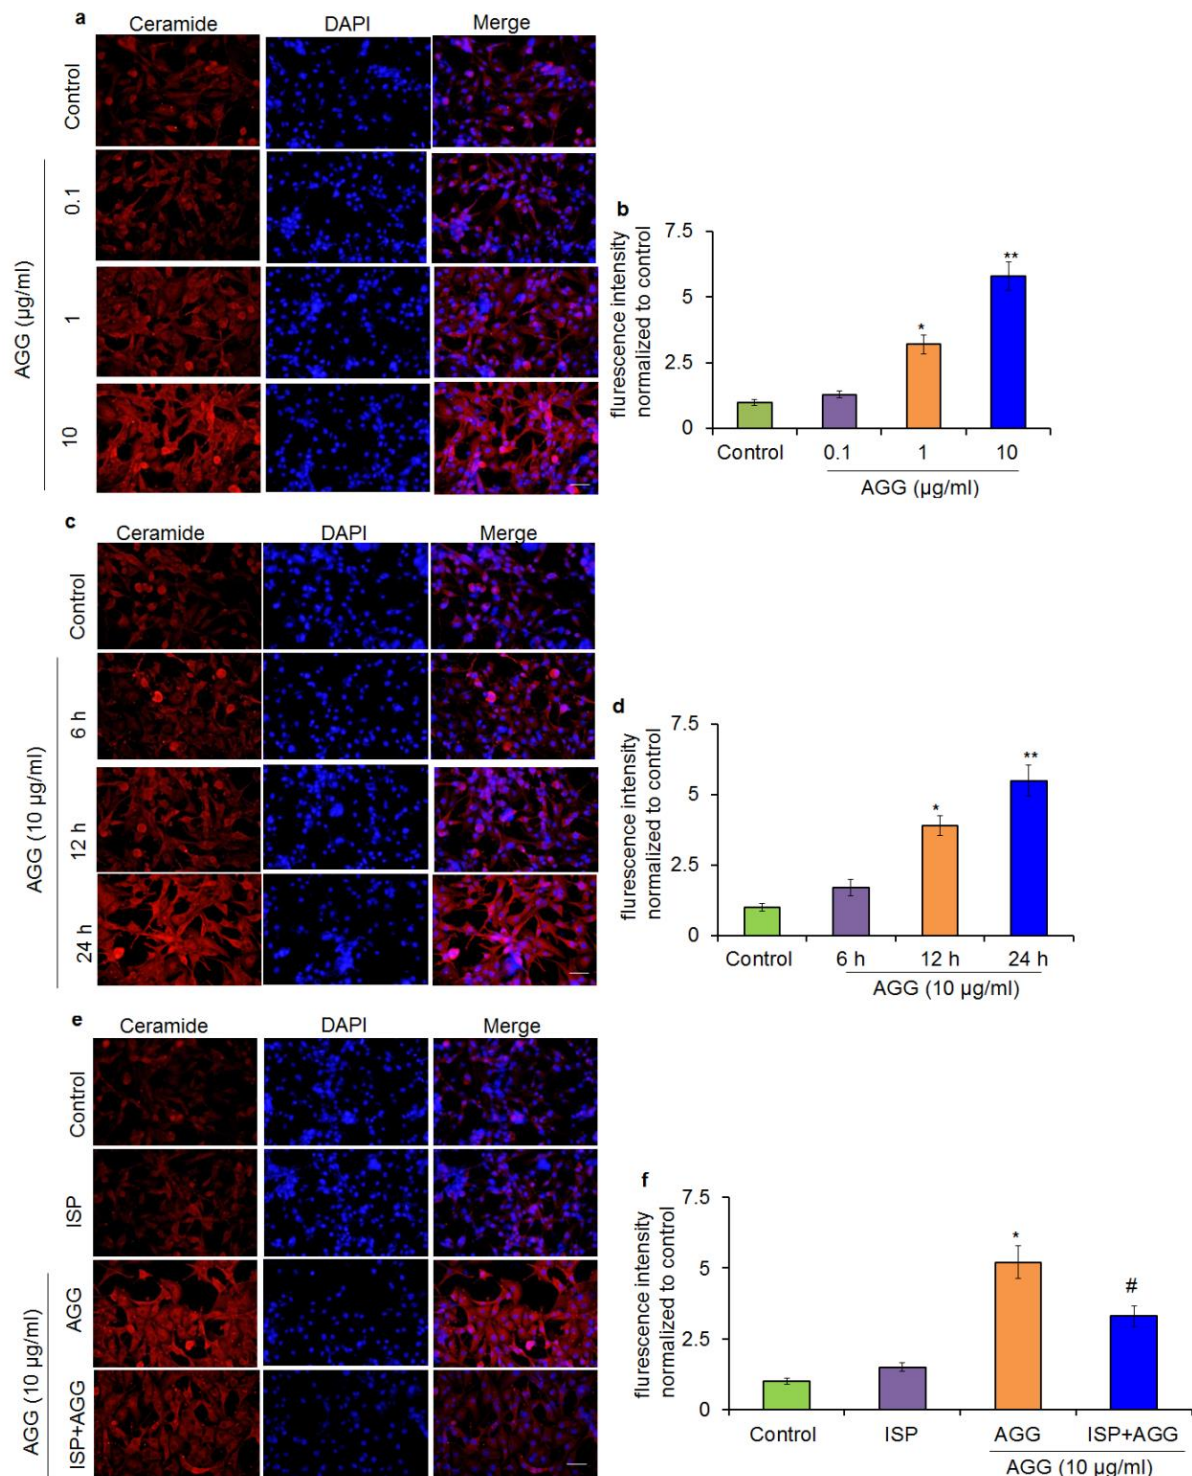 a
Ceramide DAPI Merge
Control
0.1
1
10
AGG (µg/ml)
b
flurescence intensity
normalized to control
7.5
5
2.5
0
*
**
Control 0.1 1 10
AGG (µg/ml)
c
Ceramide DAPI Merge
Control
6 h
12 h
24 h
AGG (10 µg/ml)
d
flurescence intensity
normalized to control
7.5
5
2.5
0
*
**
Control 6 h 12 h 24 h
AGG (10 µg/ml)
e
Ceramide DAPI Merge
Control
ISP
AGG
ISP+AGG
AGG (10 µg/ml)
f
flurescence intensity
normalized to control
7.5
5
2.5
0
*
#
Control ISP AGG ISP+AGG
AGG (10 µg/ml)